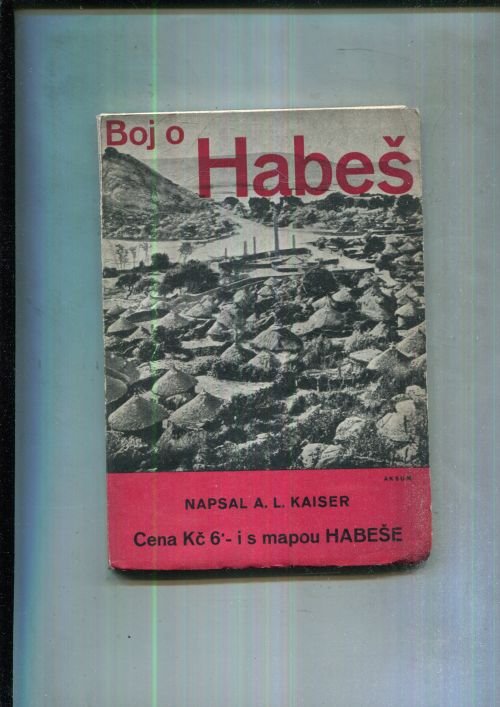 Boj o
Habeš
AKSUM
NAPSAL A. L. KAISER
Cena Kč 6·- i s mapou HABEŠE